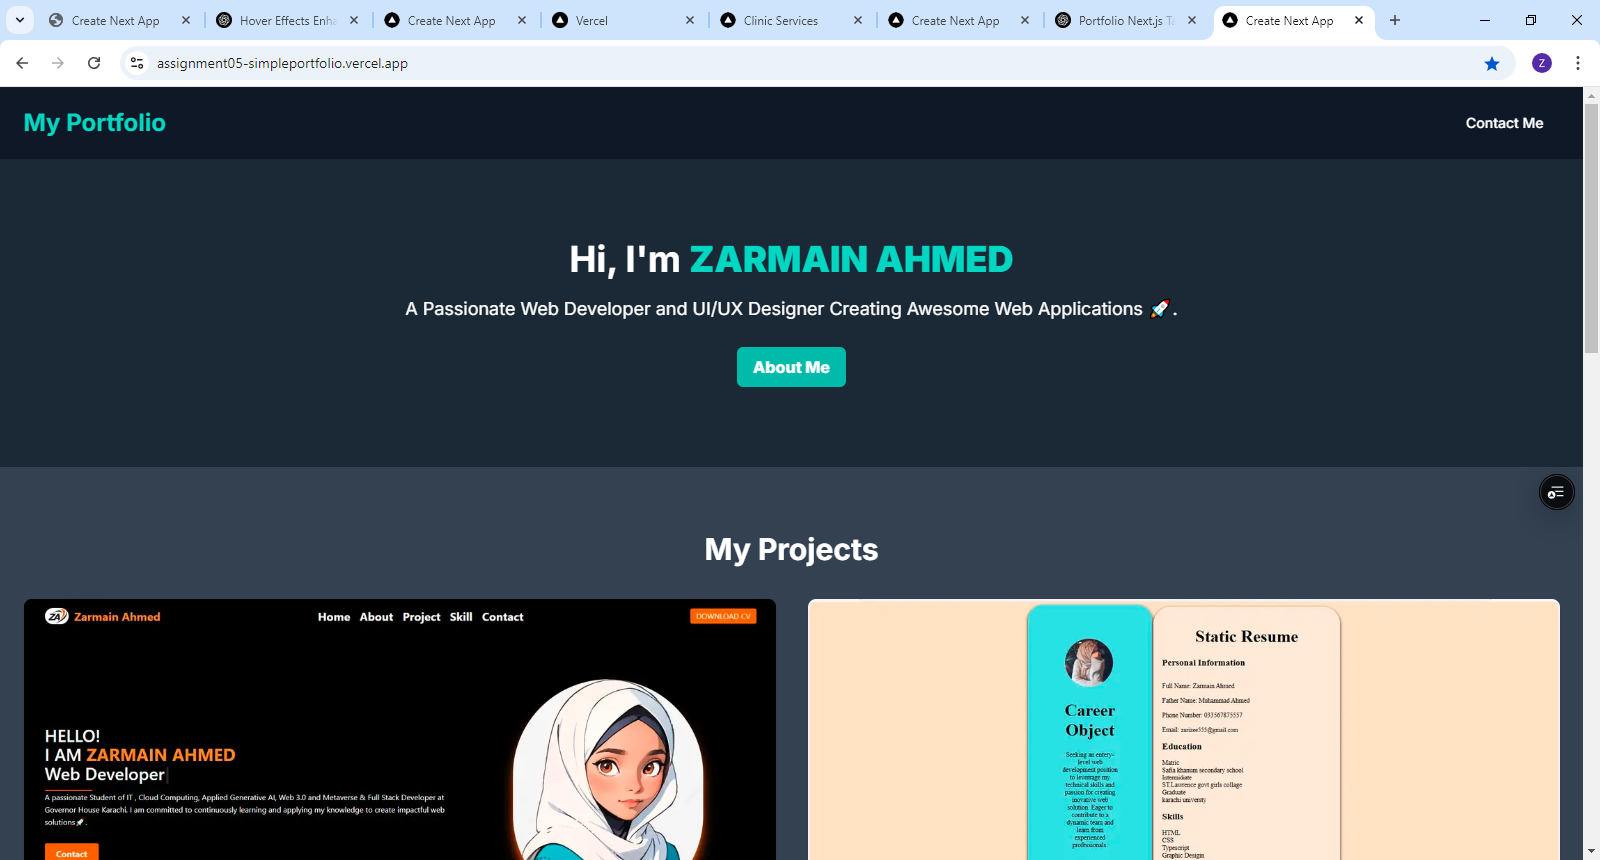 Create Next App
Hover Effects Enha
Create Next App
Vercel
Clinic Services
Create Next App
Portfolio Next.js T
Create Next App
assignment05-simpleportfolio.vercel.app
Z
My Portfolio
Contact Me
Hi, I'm ZARMAIN AHMED
A Passionate Web Developer and UI/UX Designer Creating Awesome Web Applications 🚀.
About Me
My Projects
ZA Zarmain Ahmed
Home About Project Skill Contact
DOWNLOAD CV
HELLO!
I AM ZARMAIN AHMED
Web Developer
A passionate Student of IT , Cloud Computing, Applied Generative AI, Web 3.0 and Metaverse & Full Stack Developer at
Governor House Karachi. I am committed to continuously learning and applying my knowledge to create impactful web
solutions🚀.
Contact
Career
Object
Seeking an entery-
level web
development position
to leverage my
technical skills and
passion for creating
inovative web
solution. Eager to
contribute to a
dynamic team and
learn from
experienced
professionals
Static Resume
Personal Information
Full Name: Zarmain Ahmed
Father Name: Muhammad Ahmed
Phone Number: 033567875557
Email: zarizee555@gmail.com
Education
Matric
Safia khanum secondary school
Intermidiate
ST.Lawrence govt girls collage
Graduate
karachi university
Skills
HTML
CSS
Typescript
Graphic Design